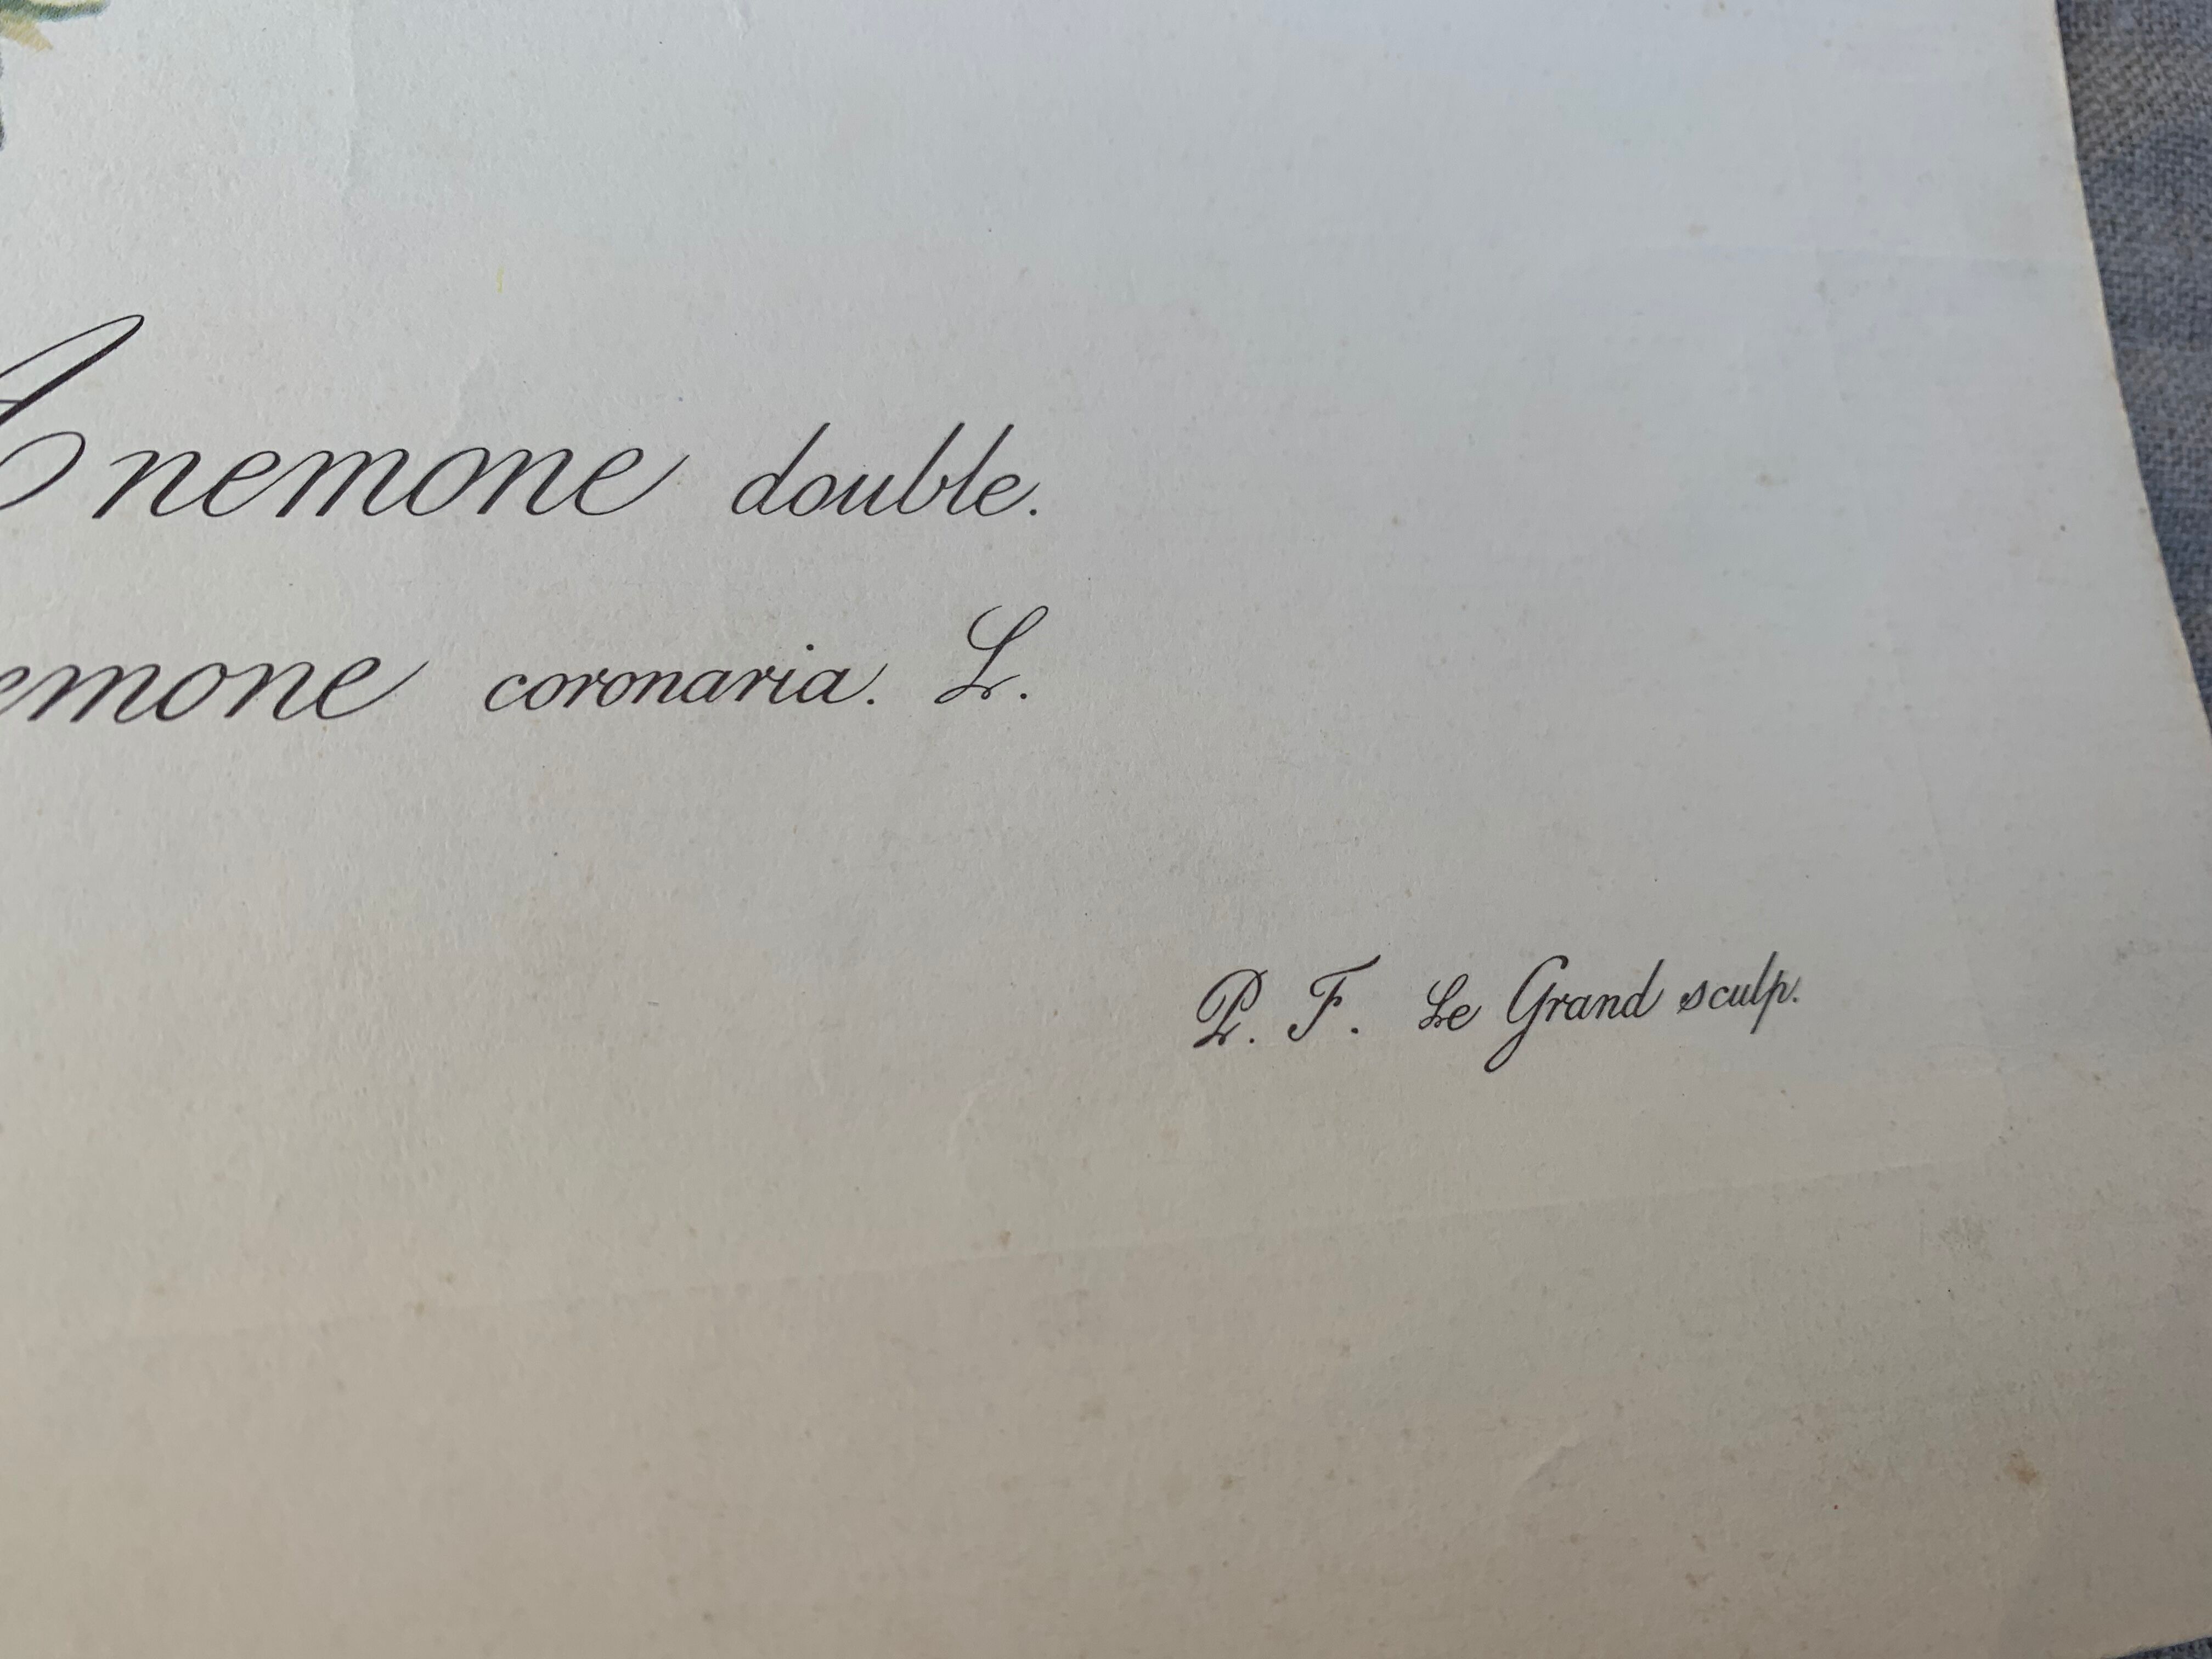 Anemone double.
emone coronaria. L.
P. F. Le Grand sculp.